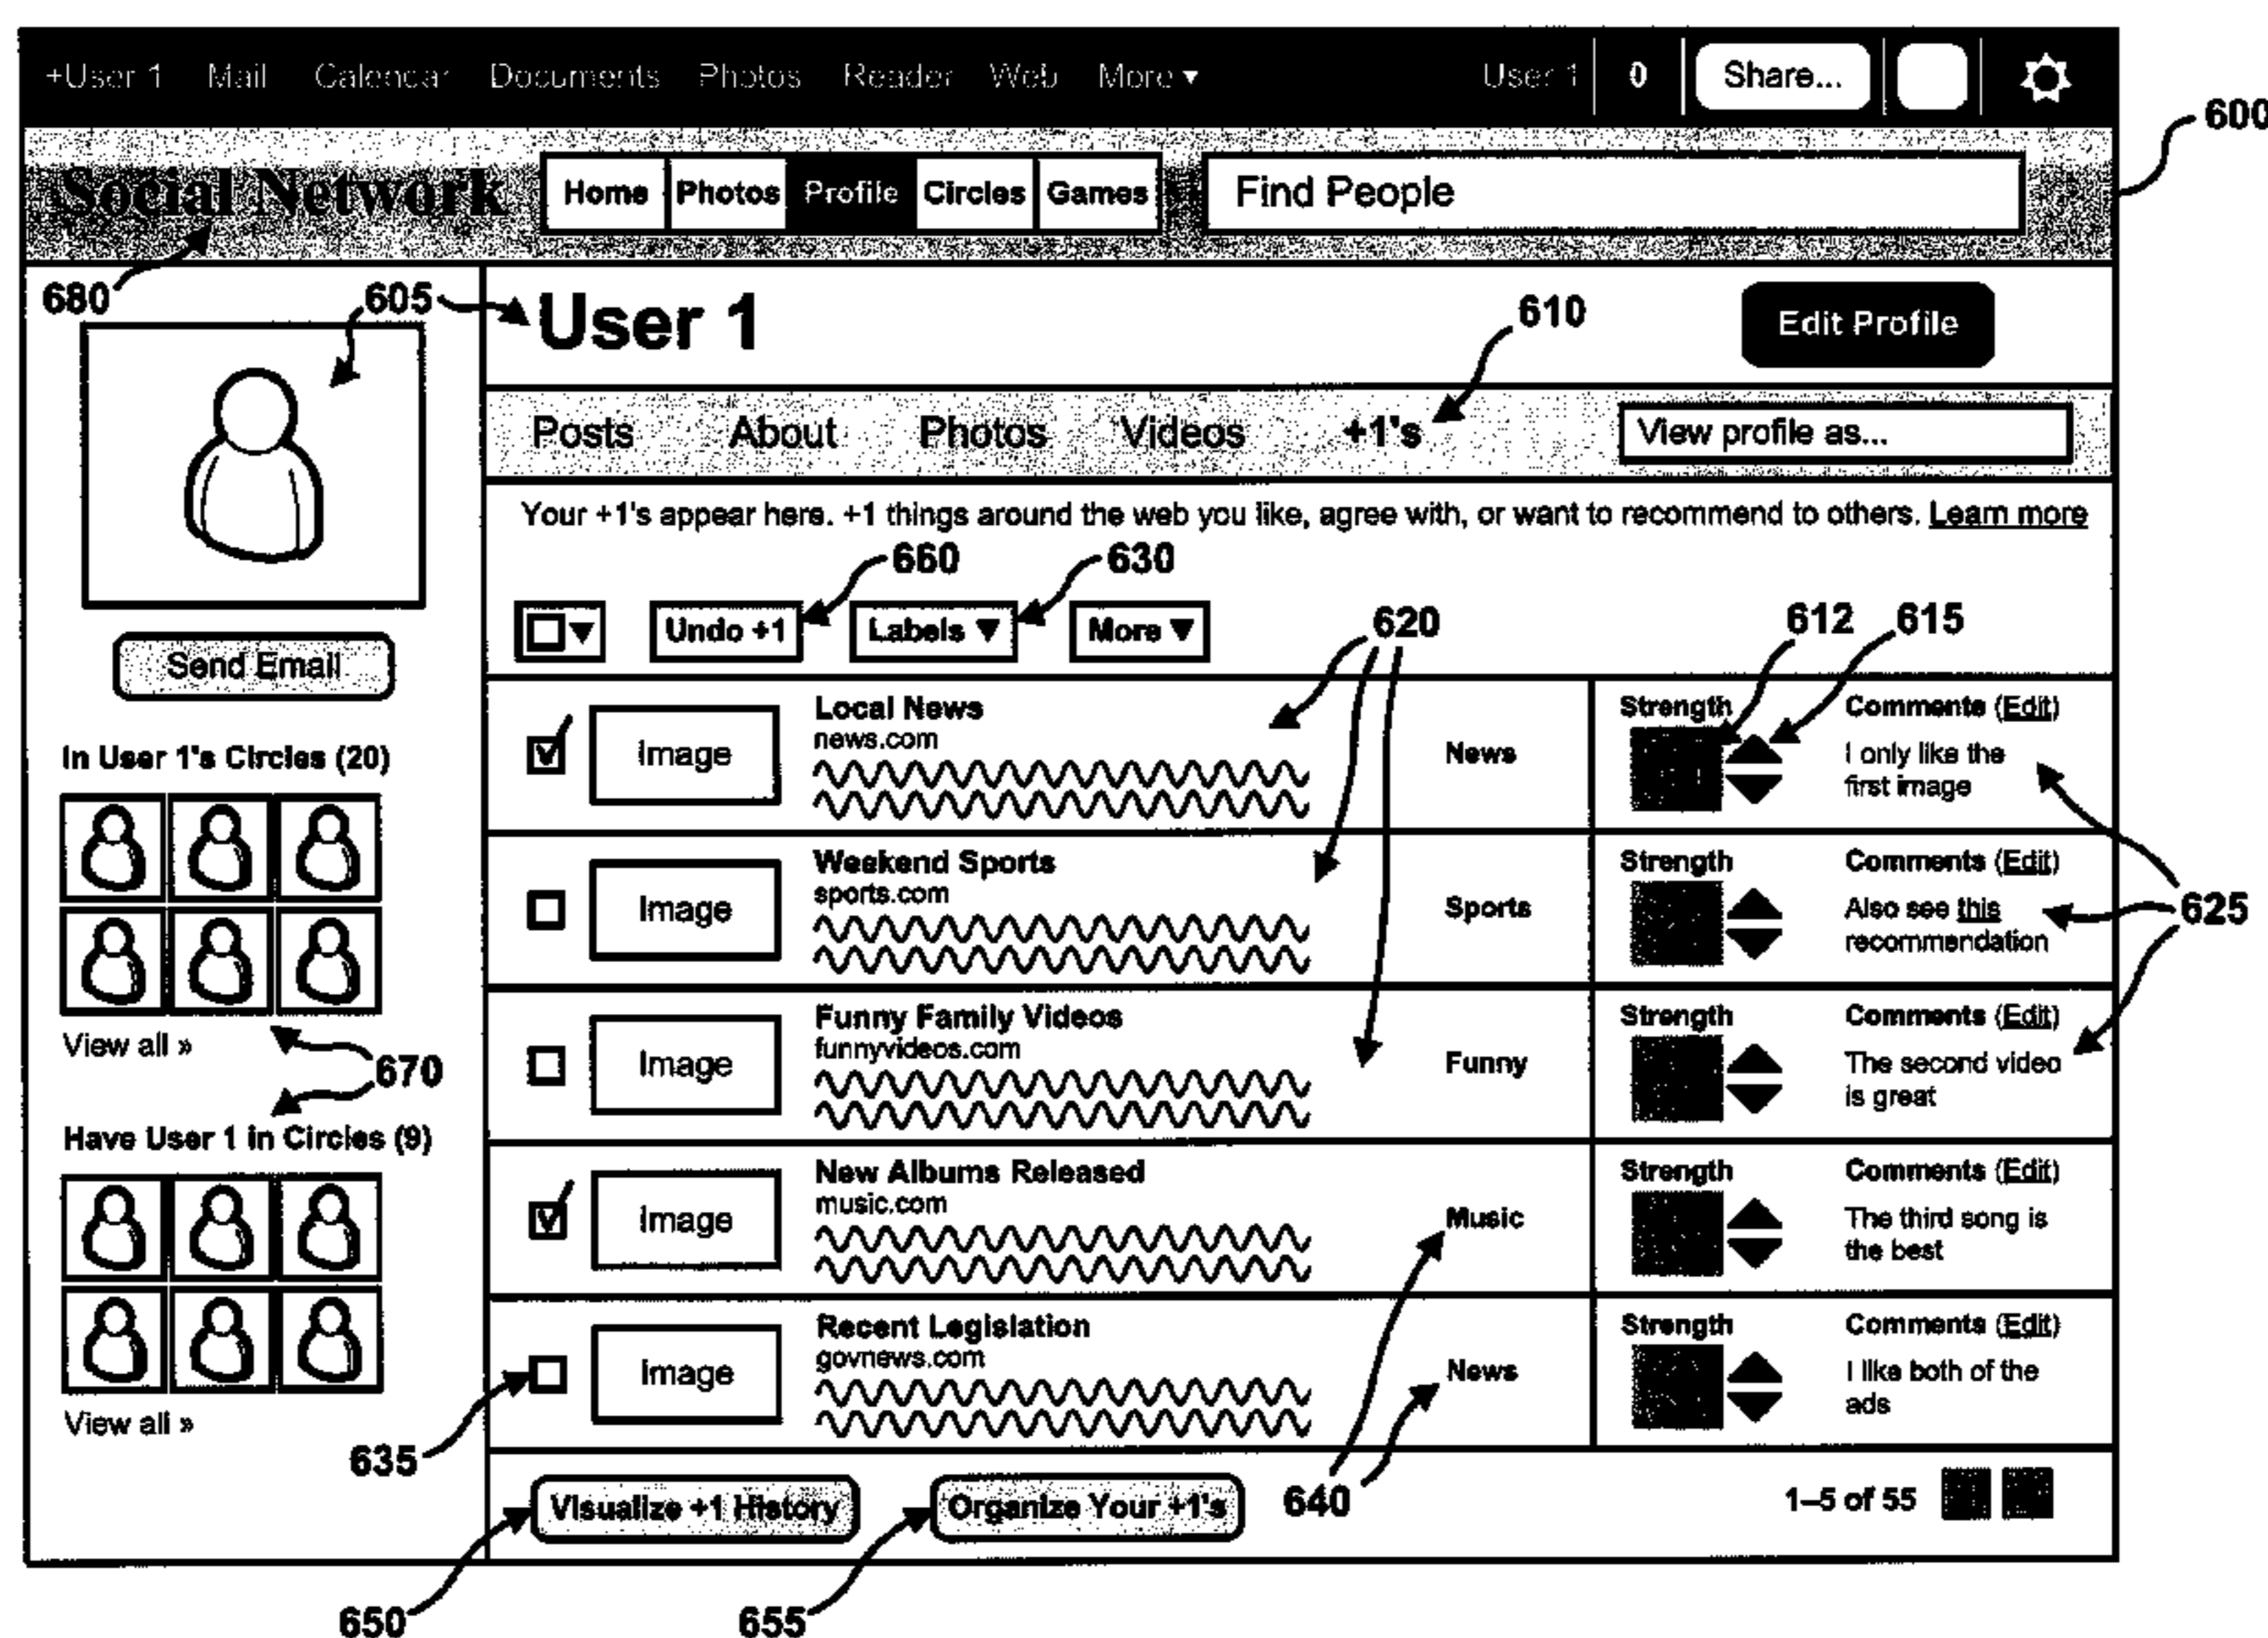 +User 1 Mail Calendar Documents Photos Reader Web More ▾ User 1 0 Share...
600
Social Network Home Photos Profile Circles Games Find People
680 605 User 1 610 Edit Profile
Posts About Photos Videos +1's View profile as...
Your +1's appear here. +1 things around the web you like, agree with, or want to recommend to others. Learn more
660 630
Undo +1 Labels ▼ More ▼ 620 612 615
Send Email
In User 1's Circles (20)
View all »
670
Have User 1 in Circles (9)
View all »
Local News
news.com
Image
News
Strength
Comments (Edit)
I only like the
first image
Weekend Sports
sports.com
Image
Sports
Strength
Comments (Edit)
Also see this
recommendation
625
Funny Family Videos
funnyvideos.com
Image
Funny
Strength
Comments (Edit)
The second video
is great
New Albums Released
music.com
Image
Music
Strength
Comments (Edit)
The third song is
the best
Recent Legislation
govnews.com
Image
News
Strength
Comments (Edit)
I like both of the
ads
635
Visualize +1 History Organize Your +1's 640 1–5 of 55
650 655